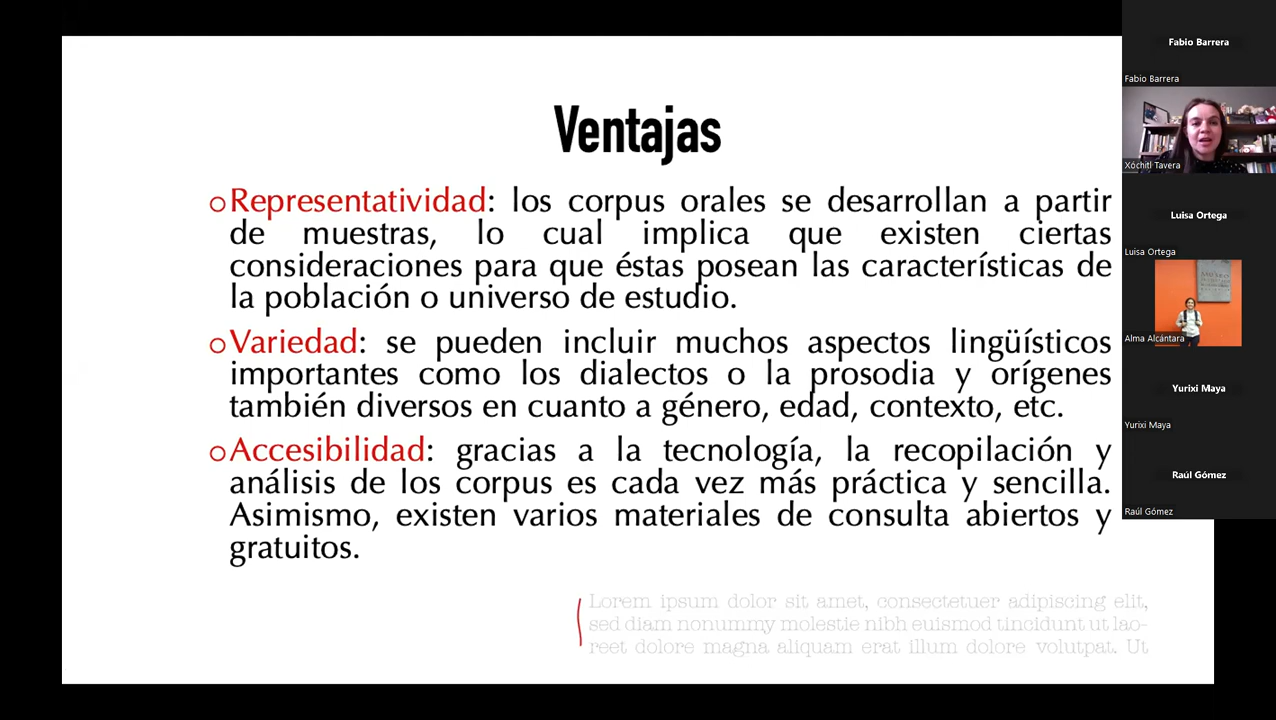 Ventajas
oRepresentatividad: los corpus orales se desarrollan a partir
de muestras, lo cual implica que existen ciertas
consideraciones para que éstas posean las características de
la población o universo de estudio.
oVariedad: se pueden incluir muchos aspectos lingüísticos
importantes como los dialectos o la prosodia y orígenes
también diversos en cuanto a género, edad, contexto, etc.
oAccesibilidad: gracias a la tecnología, la recopilación y
análisis de los corpus es cada vez más práctica y sencilla.
Asimismo, existen varios materiales de consulta abiertos y
gratuitos.
Lorem ipsum dolor sit amet, consectetuer adipiscing elit,
sed diam nonummy molestie nibh euismod tincidunt ut lao-
reet dolore magna aliquam erat illum dolore volutpat. Ut
Fabio Barrera
Fabio Barrera
Xóchitl Tavera
Luisa Ortega
Luisa Ortega
Alma Alcántara
Yurixi Maya
Yurixi Maya
Raúl Gómez
Raúl Gómez